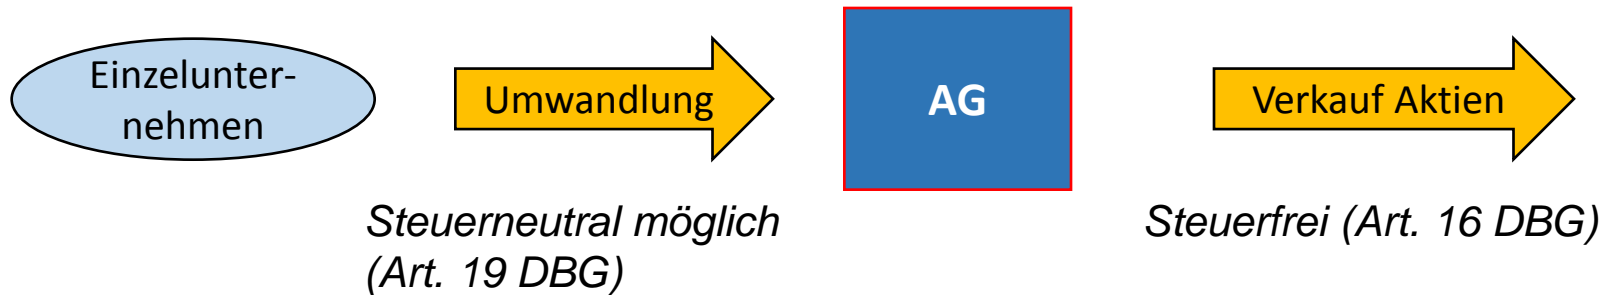 Einzelunter-
nehmen
Umwandlung
AG
Verkauf Aktien
Steuerneutral möglich
(Art. 19 DBG)
Steuerfrei (Art. 16 DBG)